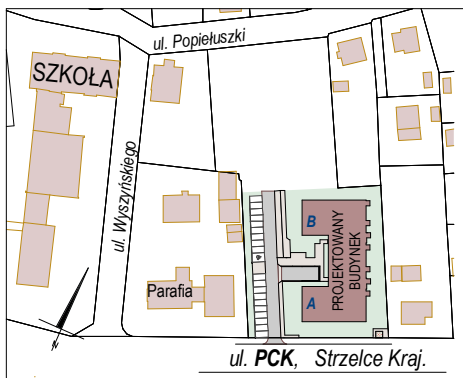 ul. Popiełuszki
SZKOŁA
ul. Wyszyńskiego
B
PROJEKTOWANY
BUDYNEK
A
Parafia
N
ul. PCK, Strzelce Kraj.